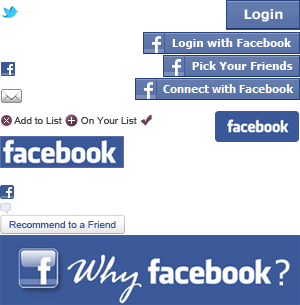 Login
f Login with Facebook
f Pick Your Friends
f
f Connect with Facebook
Add to List On Your List
facebook
facebook
f
Recommend to a Friend
f Why facebook?